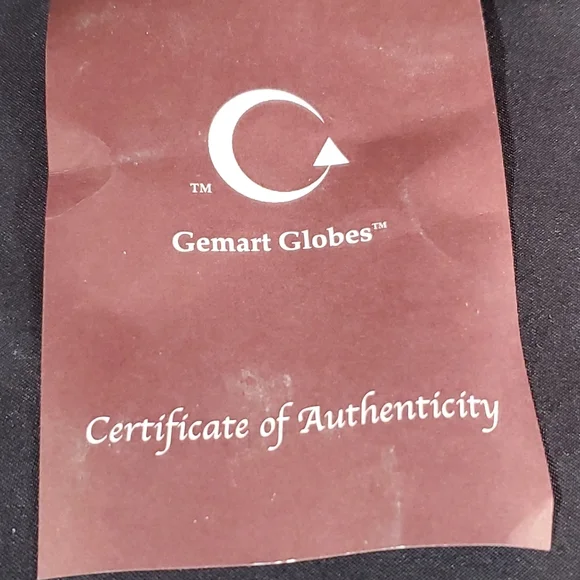 TM
Gemart Globes™
Certificate of Authenticity